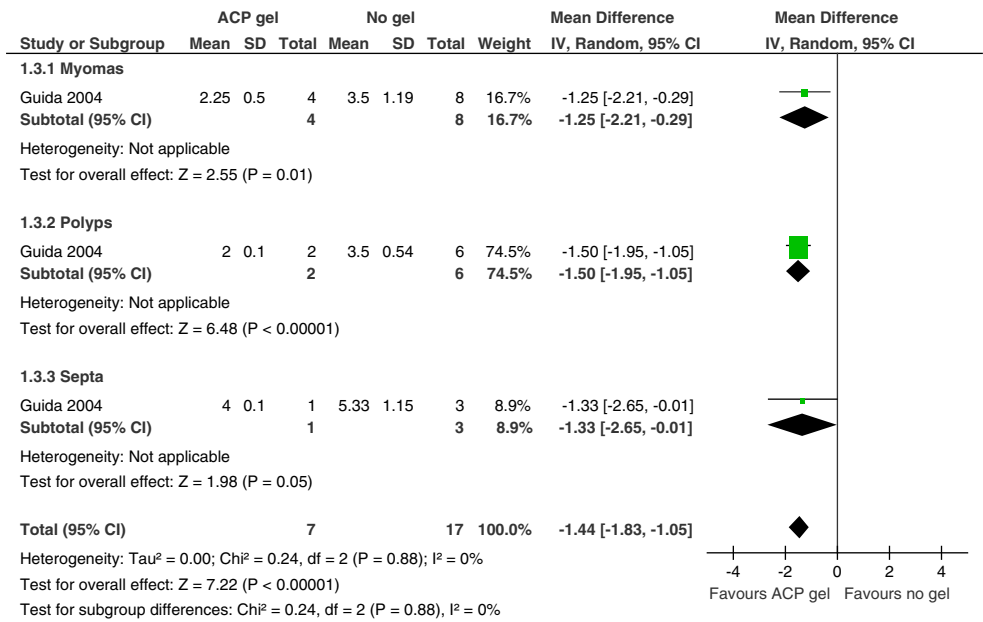 ACP gel No gel Mean Difference Mean Difference
Study or Subgroup Mean SD Total Mean SD Total Weight IV, Random, 95% CI IV, Random, 95% CI
1.3.1 Myomas
Guida 2004 2.25 0.5 4 3.5 1.19 8 16.7% -1.25 [-2.21, -0.29]
Subtotal (95% CI) 4 8 16.7% -1.25 [-2.21, -0.29]
Heterogeneity: Not applicable
Test for overall effect: Z = 2.55 (P = 0.01)
1.3.2 Polyps
Guida 2004 2 0.1 2 3.5 0.54 6 74.5% -1.50 [-1.95, -1.05]
Subtotal (95% CI) 2 6 74.5% -1.50 [-1.95, -1.05]
Heterogeneity: Not applicable
Test for overall effect: Z = 6.48 (P < 0.00001)
1.3.3 Septa
Guida 2004 4 0.1 1 5.33 1.15 3 8.9% -1.33 [-2.65, -0.01]
Subtotal (95% CI) 1 3 8.9% -1.33 [-2.65, -0.01]
Heterogeneity: Not applicable
Test for overall effect: Z = 1.98 (P = 0.05)
Total (95% CI) 7 17 100.0% -1.44 [-1.83, -1.05]
Heterogeneity: Tau² = 0.00; Chi² = 0.24, df = 2 (P = 0.88); I² = 0%
Test for overall effect: Z = 7.22 (P < 0.00001)
Test for subgroup differences: Chi² = 0.24, df = 2 (P = 0.88), I² = 0%
-4 -2 0 2 4
Favours ACP gel Favours no gel